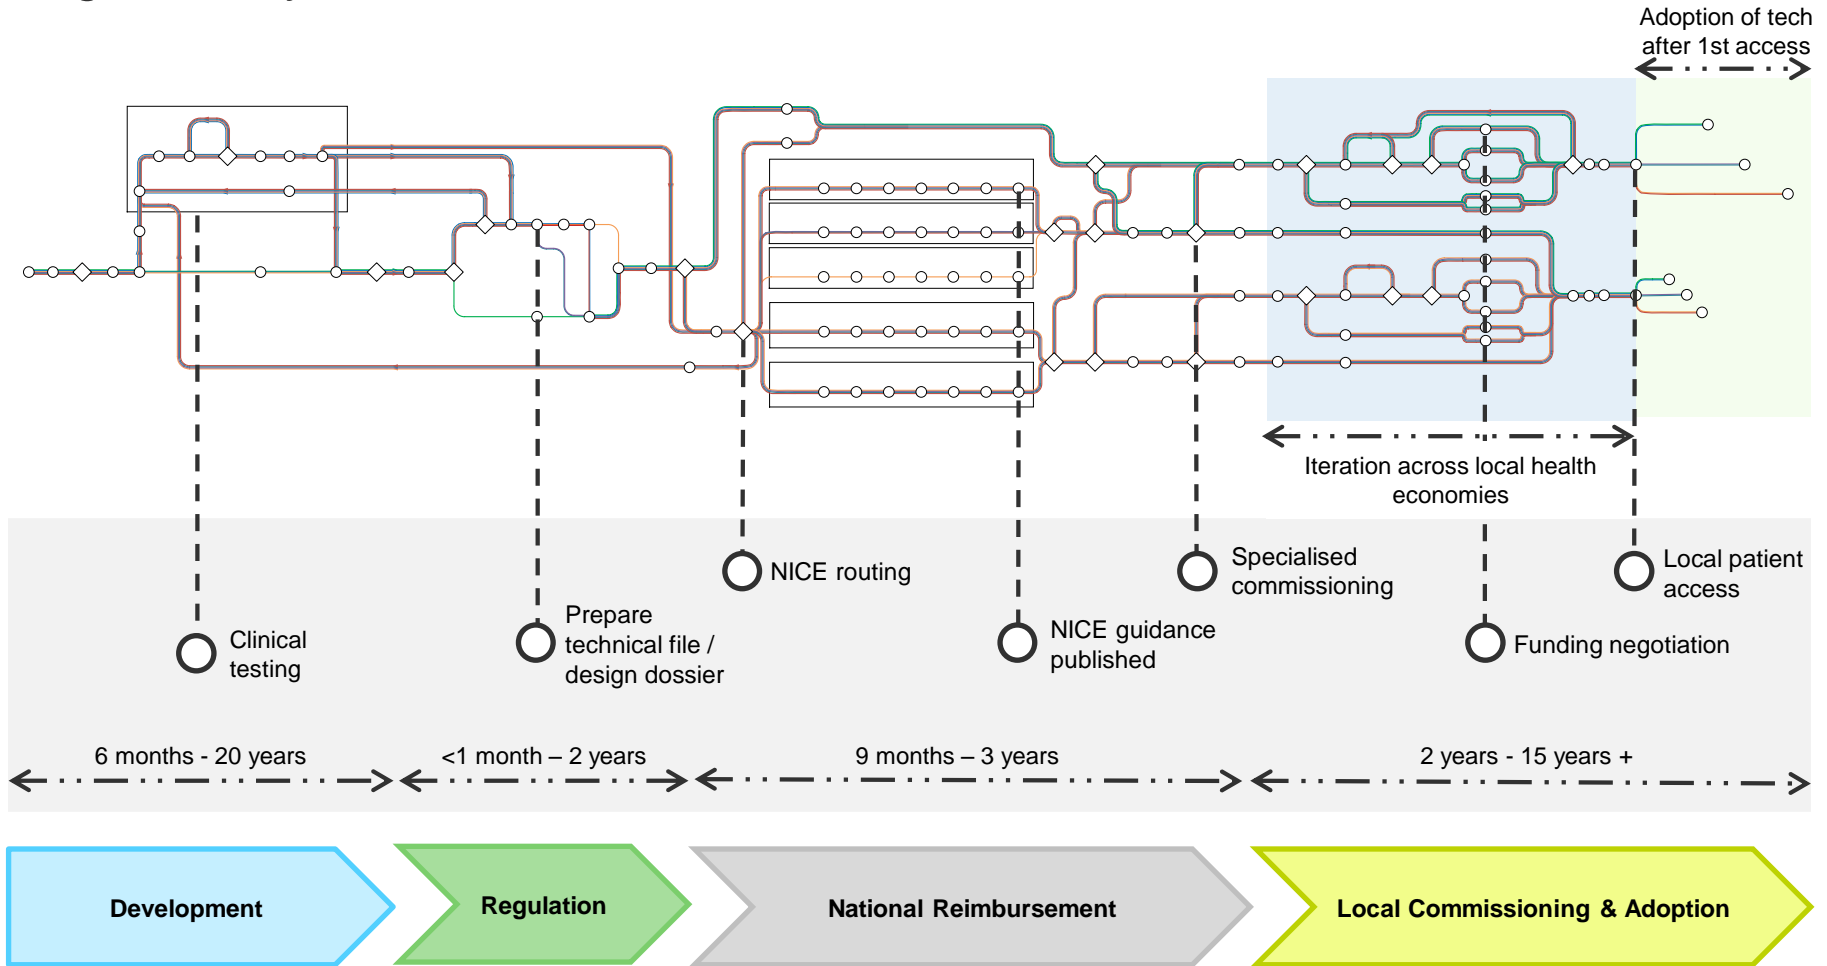 Adoption of tech
after 1st access
Iteration across local health
economies
NICE routing
Specialised
commissioning
Local patient
access
Clinical
testing
Prepare
technical file /
design dossier
NICE guidance
published
Funding negotiation
6 months - 20 years
<1 month – 2 years
9 months – 3 years
2 years - 15 years +
Development
Regulation
National Reimbursement
Local Commissioning & Adoption